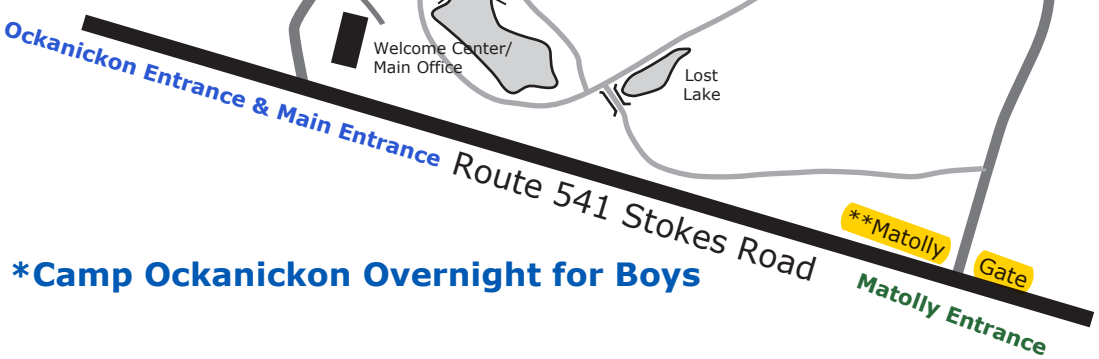 Ockanickon Entrance & Main Entrance
Welcome Center/
Main Office
Lost
Lake
Route 541 Stokes Road
**Matolly
Gate
Matolly Entrance
*Camp Ockanickon Overnight for Boys